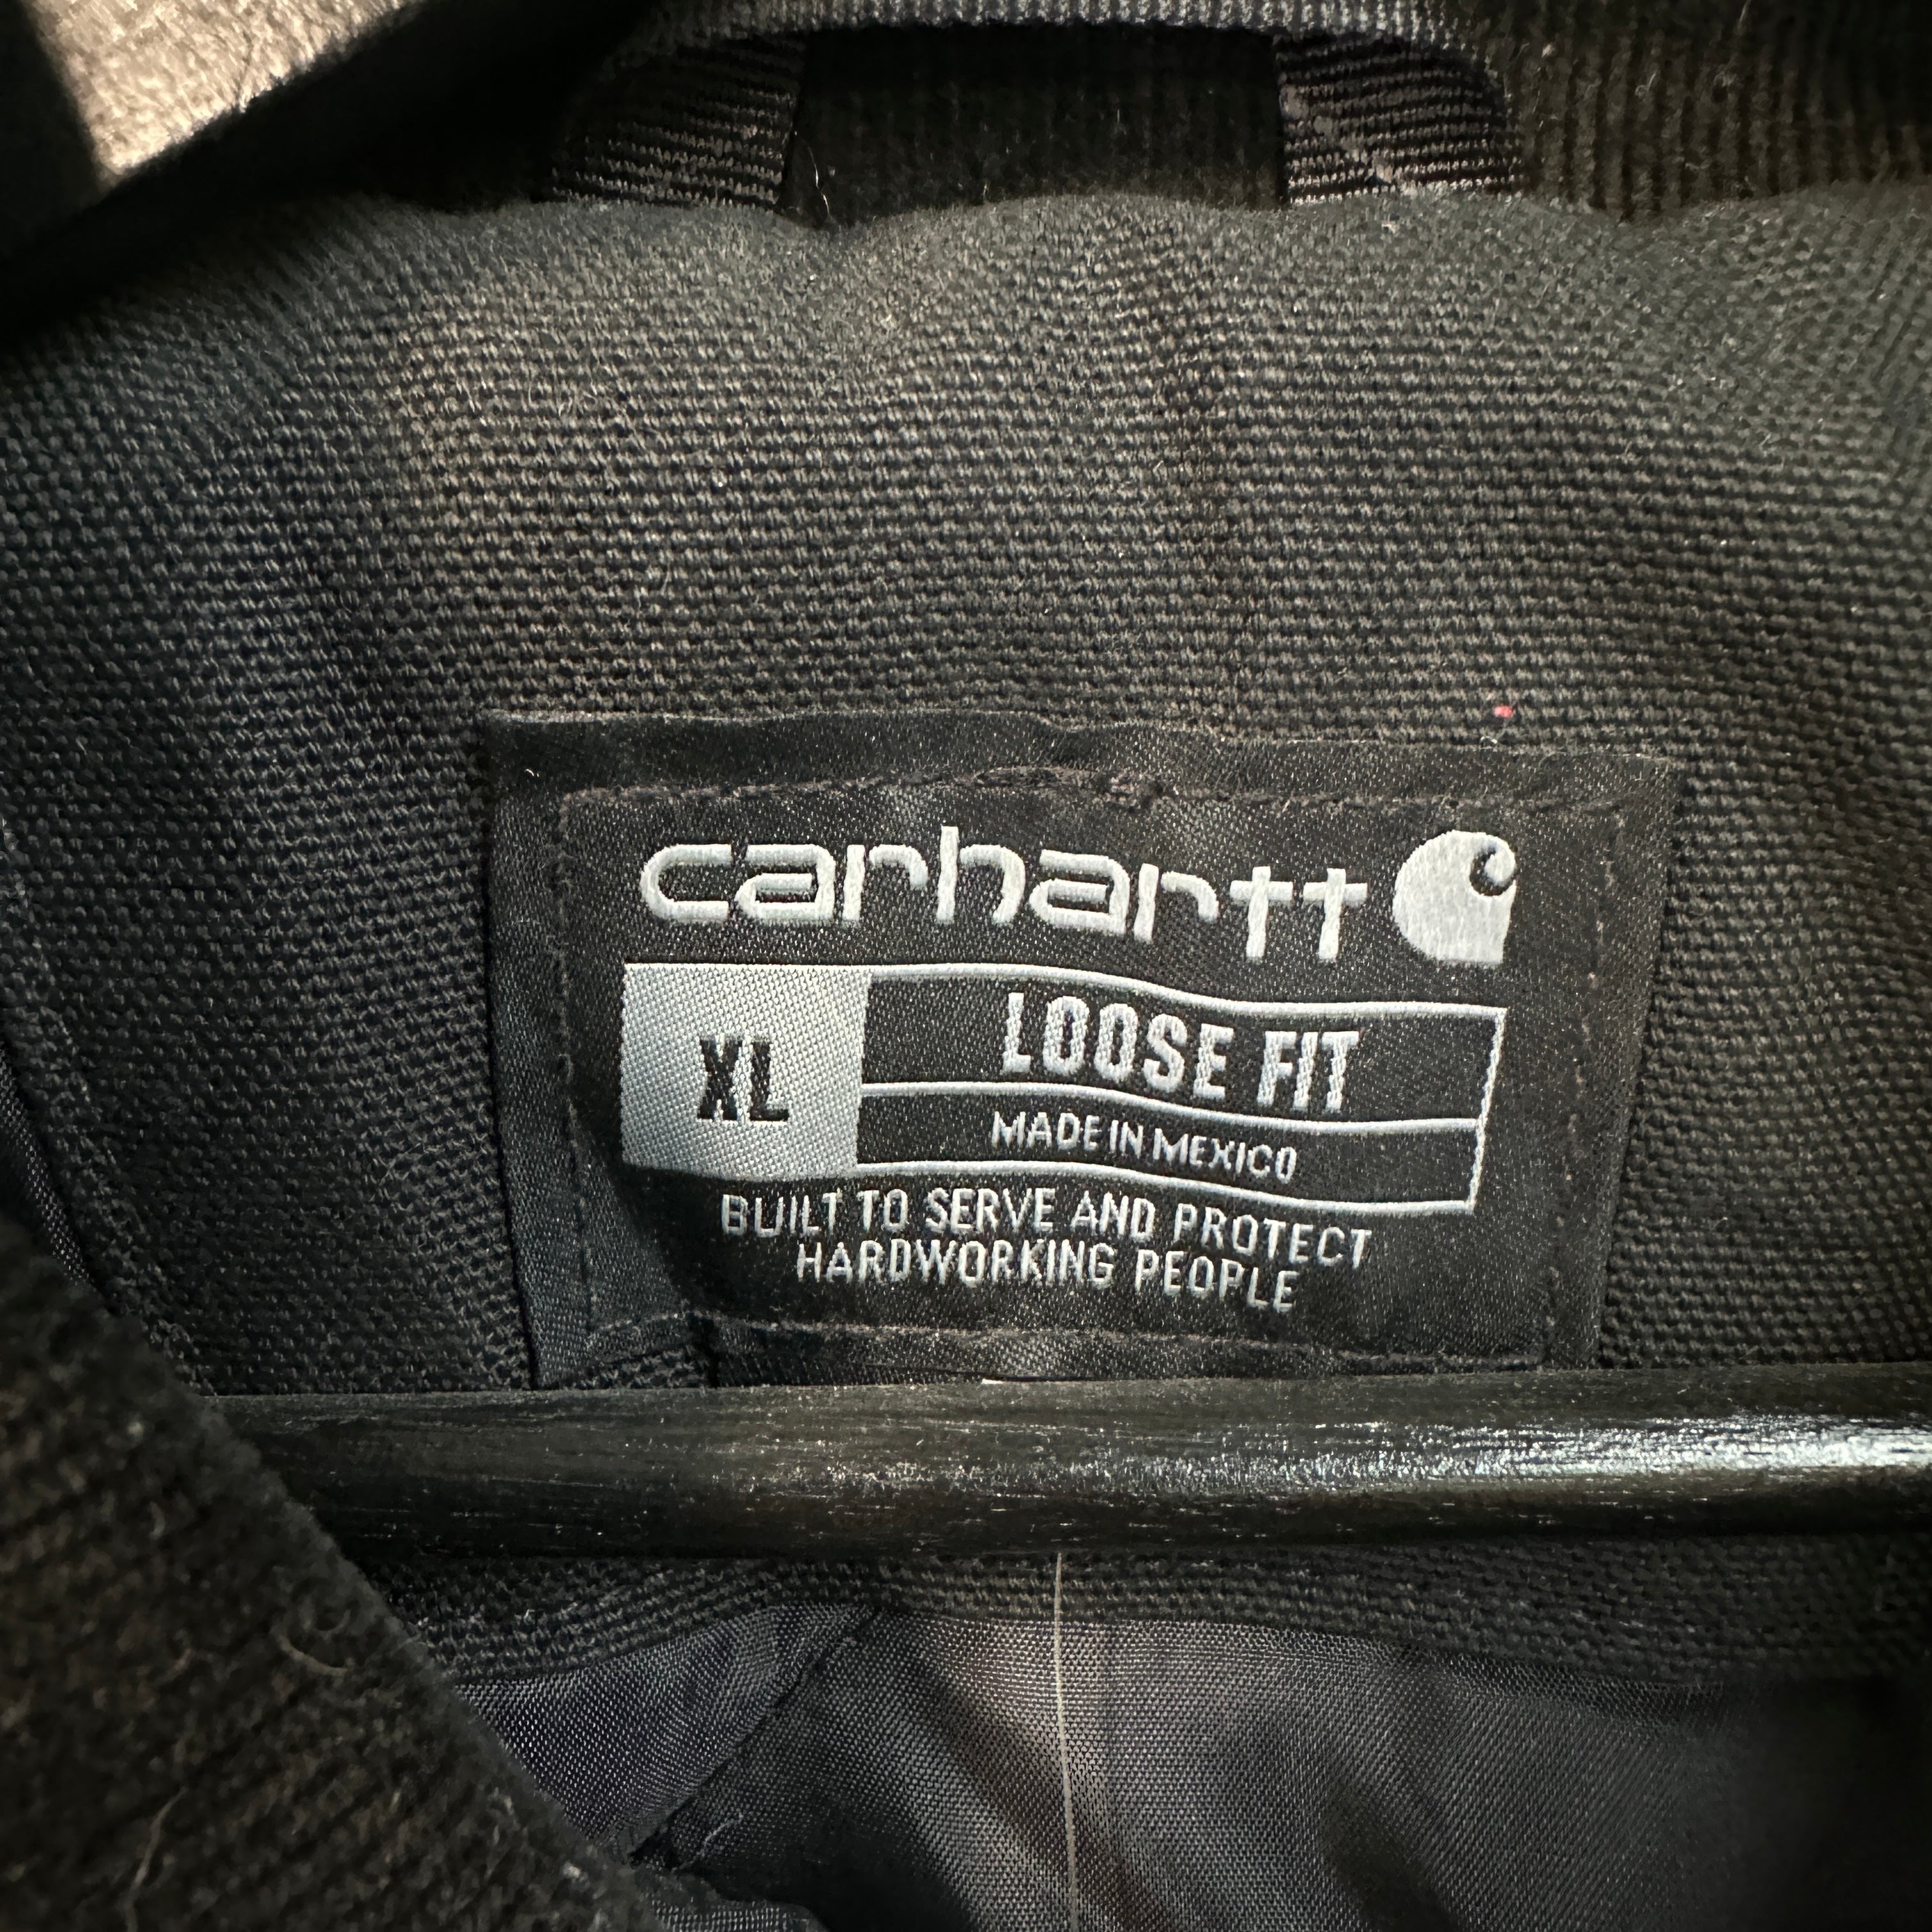 carhartt
XL
LOOSE FIT
MADE IN MEXICO
BUILT TO SERVE AND PROTECT
HARDWORKING PEOPLE